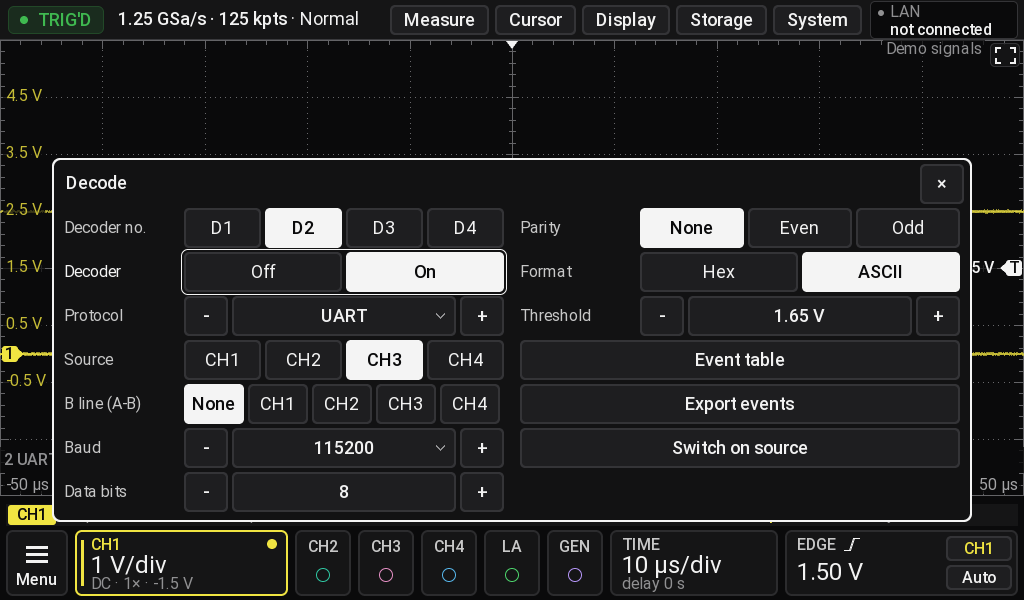 TRIG'D 1.25 GSa/s · 125 kpts · Normal Measure Cursor Display Storage System LAN
not connected
Demo signals
4.5 V
3.5 V
Decode ×
2.5 V
Decoder no. D1 D2 D3 D4 Parity None Even Odd
1.5 V Decoder Off On Format Hex ASCII 5 V T
0.5 V Protocol - UART + Threshold - 1.65 V +
1 Source CH1 CH2 CH3 CH4 Event table
-0.5 V
B line (A-B) None CH1 CH2 CH3 CH4 Export events
Baud - 115200 + Switch on source
2 UART
-50 µs Data bits - 8 + 50 µs
CH1
Menu CH1 CH2 CH3 CH4 LA GEN TIME EDGE CH1
1 V/div 10 µs/div 1.50 V Auto
DC · 1× · -1.5 V delay 0 s